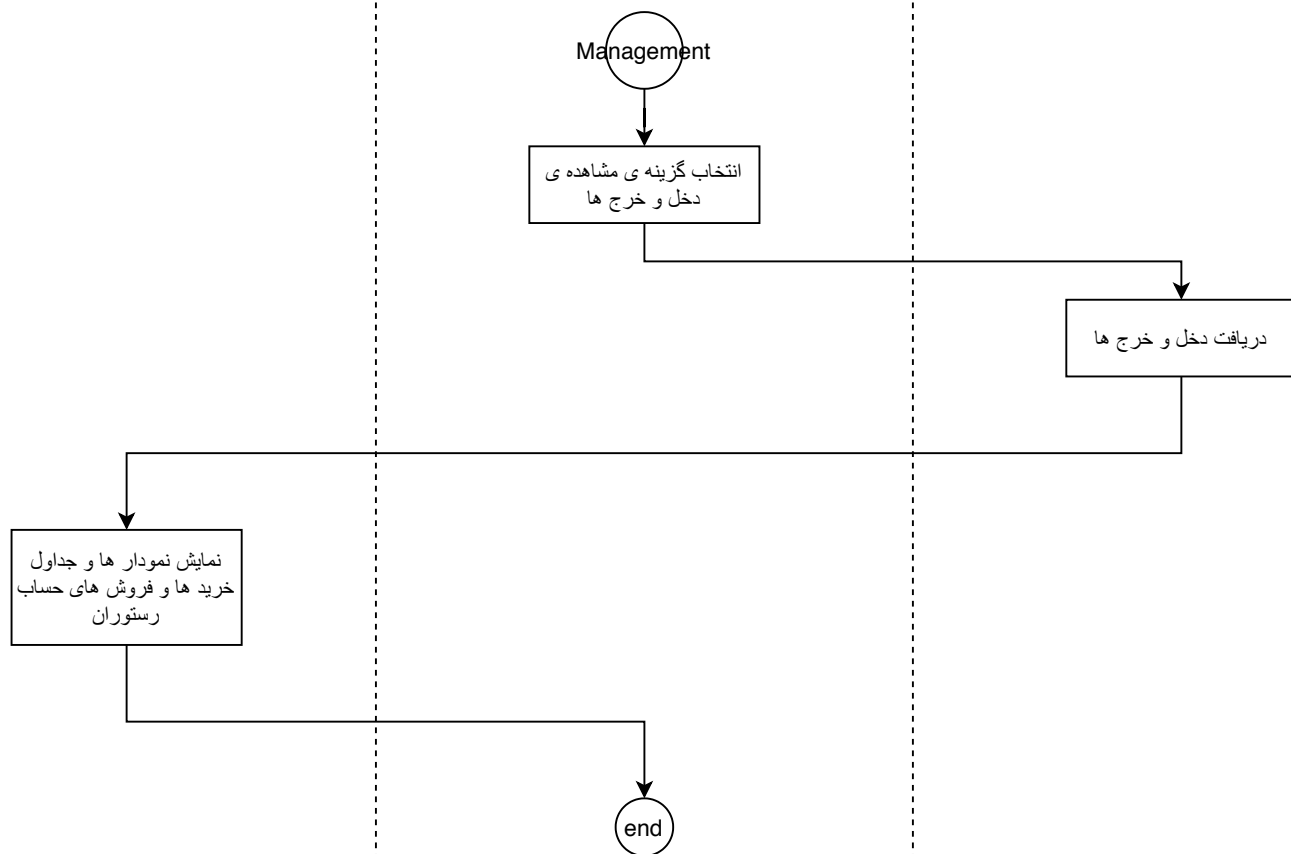 Management
انتخاب گزینه ی مشاهده ی
دخل و خرج ها
دریافت دخل و خرج ها
نمایش نمودار ها و جداول
خرید ها و فروش های حساب
رستوران
end